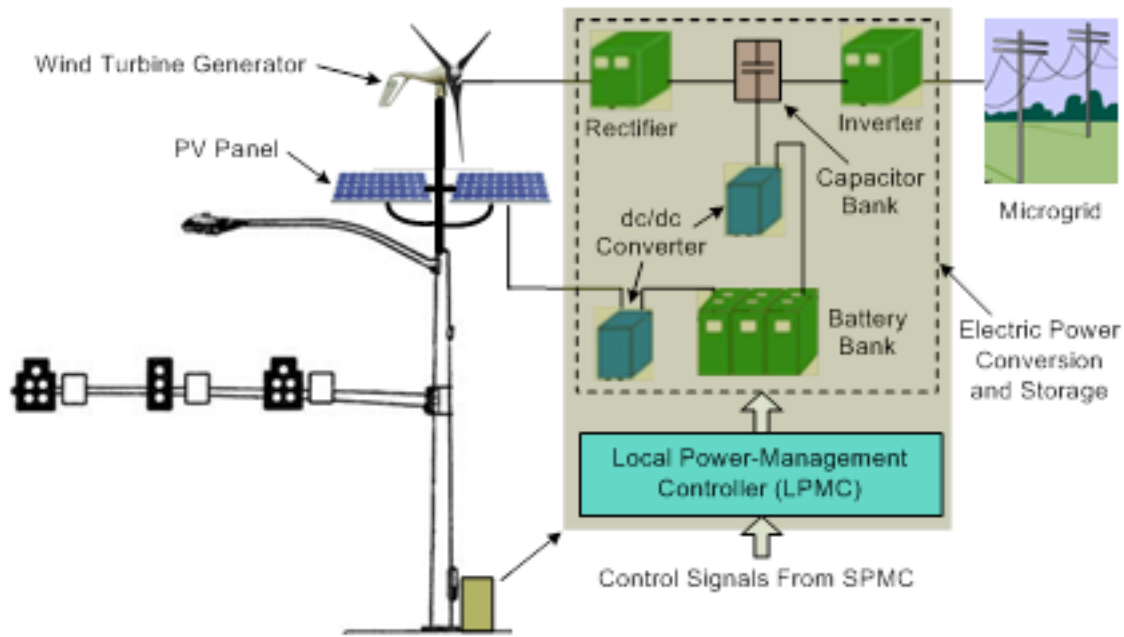 Wind Turbine Generator
PV Panel
Rectifier
Inverter
Capacitor
Bank
Microgrid
dc/dc
Converter
Battery
Bank
Electric Power
Conversion
and Storage
Local Power-Management
Controller (LPMC)
Control Signals From SPMC